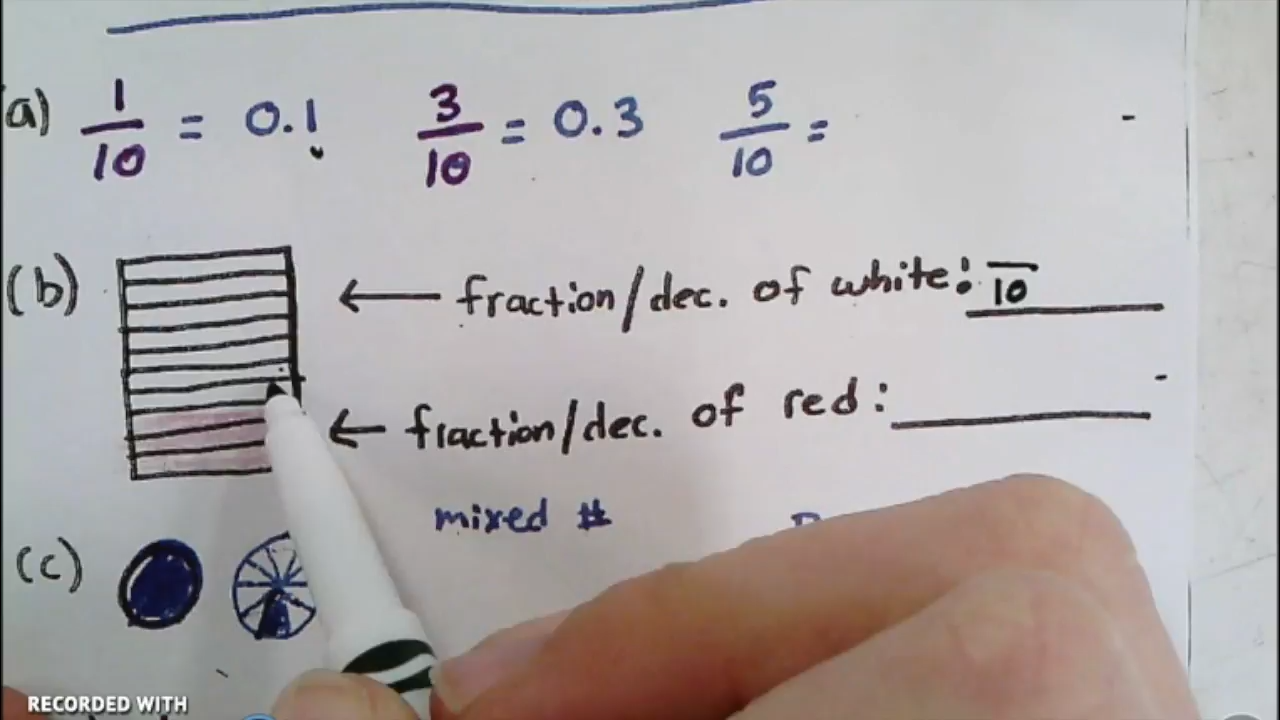 (a) 1/10 = 0.1 3/10 = 0.3 5/10 =
(b) ← fraction/dec. of white: /10
← fraction/dec. of red:
mixed #
(c)
RECORDED WITH